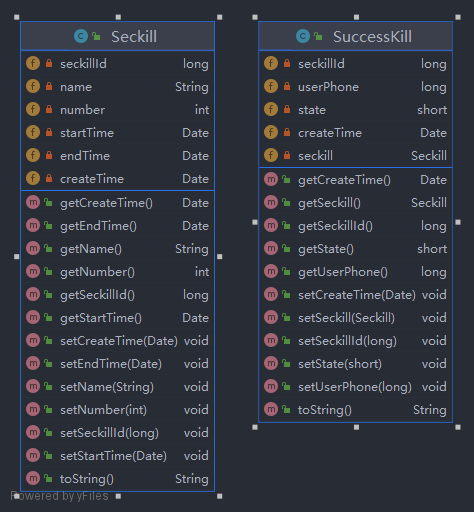 Seckill
seckillId long
name String
number int
startTime Date
endTime Date
createTime Date
getCreateTime() Date
getEndTime() Date
getName() String
getNumber() int
getSeckillId() long
getStartTime() Date
setCreateTime(Date) void
setEndTime(Date) void
setName(String) void
setNumber(int) void
setSeckillId(long) void
setStartTime(Date) void
toString() String
Powered by yFiles
SuccessKill
seckillId long
userPhone long
state short
createTime Date
seckill Seckill
getCreateTime() Date
getSeckill() Seckill
getSeckillId() long
getState() short
getUserPhone() long
setCreateTime(Date) void
setSeckill(Seckill) void
setSeckillId(long) void
setState(short) void
setUserPhone(long) void
toString() String